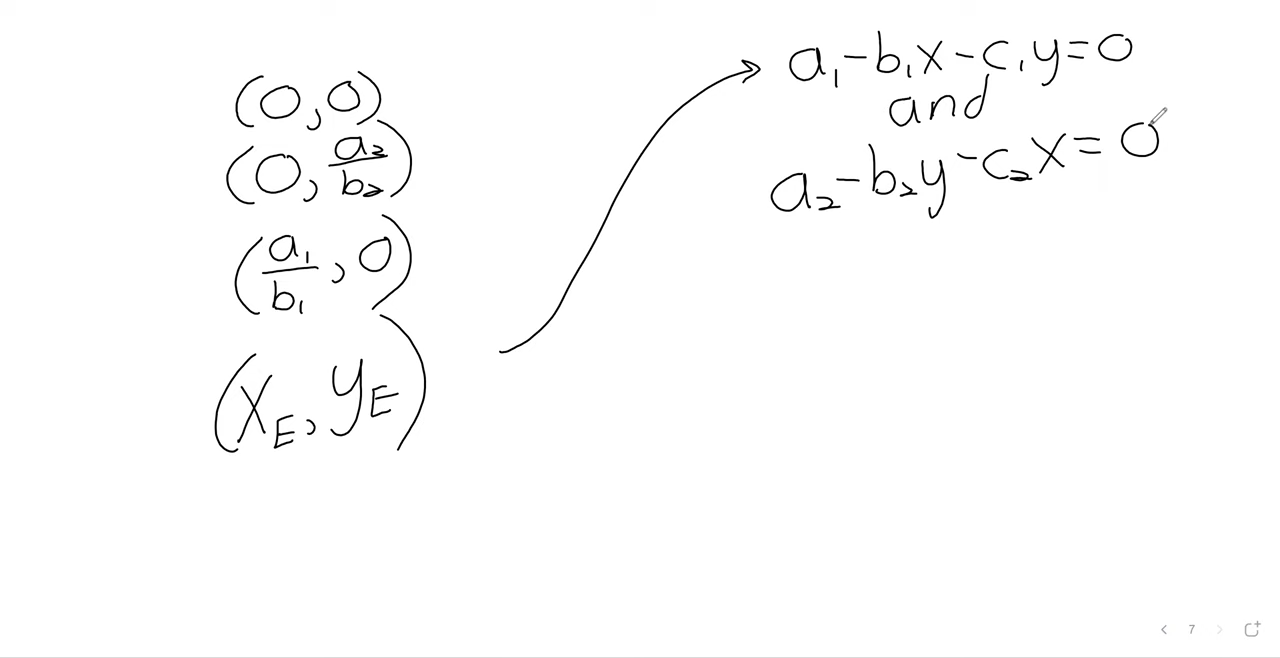 (0,0)
(0, a₂/b₂)
(a₁/b₁, 0)
(x_E, y_E)
a₁-b₁x-c₁y=0
and
a₂-b₂y-c₂x=0
7